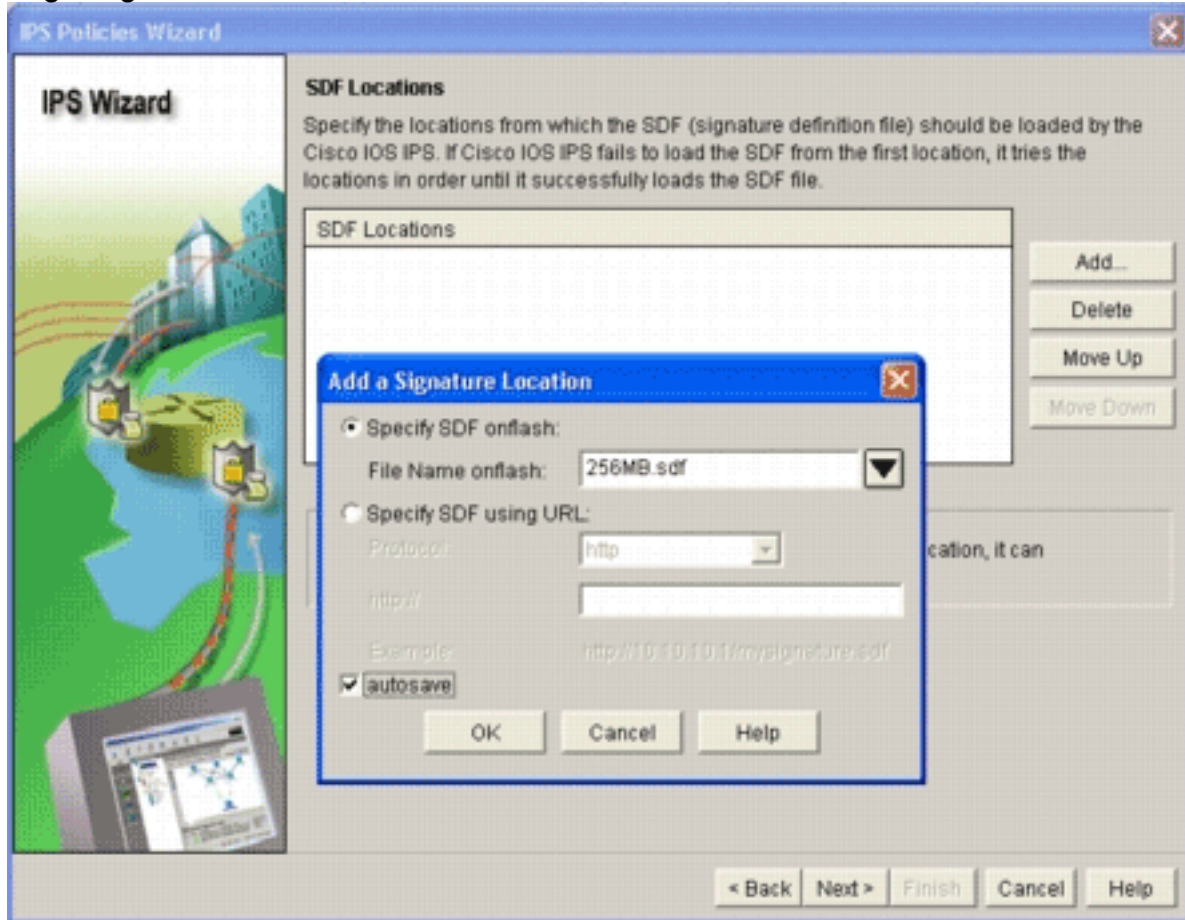 IPS Policies Wizard
IPS Wizard
SDF Locations
Specify the locations from which the SDF (signature definition file) should be loaded by the
Cisco IOS IPS. If Cisco IOS IPS fails to load the SDF from the first location, it tries the
locations in order until it successfully loads the SDF file.
SDF Locations
Add...
Delete
Move Up
Move Down
Add a Signature Location
Specify SDF onflash:
File Name onflash:
256MB.sdf
Specify SDF using URL:
Protocol:
http
cation, it can
http://
Example:
http://10.10.10.1/mysignature.sdf
autosave
OK
Cancel
Help
< Back
Next >
Finish
Cancel
Help